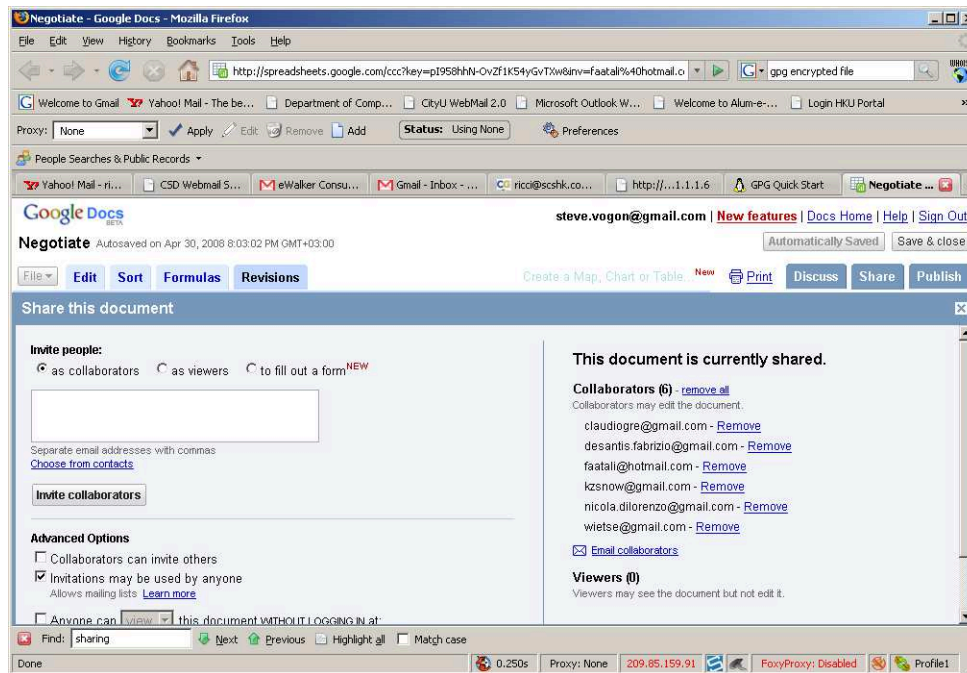 Negotiate - Google Docs - Mozilla Firefox
File Edit View History Bookmarks Tools Help
http://spreadsheets.google.com/ccc?key=pI958hhN-OvZf1K54yGvTXw&inv=faatali%40hotmail.c
G gpg encrypted file
Welcome to Gmail Yahoo! Mail - The be... Department of Comp... CityU WebMail 2.0 Microsoft Outlook W... Welcome to Alum-e-... Login HKU Portal »
Proxy: None Apply Edit Remove Add Status: Using None Preferences
People Searches & Public Records
Yahoo! Mail - ri... CSD Webmail S... eWalker Consu... Gmail - Inbox - ... ricci@scshk.co... http://...1.1.1.6 GPG Quick Start Negotiate ...
Google Docs BETA
steve.vogon@gmail.com | New features | Docs Home | Help | Sign Out
Negotiate Autosaved on Apr 30, 2008 8:03:02 PM GMT+03:00 Automatically Saved Save & close
File Edit Sort Formulas Revisions Create a Map, Chart or Table... New Print Discuss Share Publish
Share this document
Invite people:
as collaborators as viewers to fill out a form NEW
Separate email addresses with commas
Choose from contacts
Invite collaborators
Advanced Options
Collaborators can invite others
Invitations may be used by anyone
Allows mailing lists Learn more
Anyone can view this document WITHOUT LOGGING IN at:
This document is currently shared.
Collaborators (6) - remove all
Collaborators may edit the document.
claudiogre@gmail.com - Remove
desantis.fabrizio@gmail.com - Remove
faatali@hotmail.com - Remove
kzsnow@gmail.com - Remove
nicola.dilorenzo@gmail.com - Remove
wietse@gmail.com - Remove
Email collaborators
Viewers (0)
Viewers may see the document but not edit it.
Find: sharing Next Previous Highlight all Match case
Done 0.250s Proxy: None 209.85.159.91 FoxyProxy: Disabled Profile1